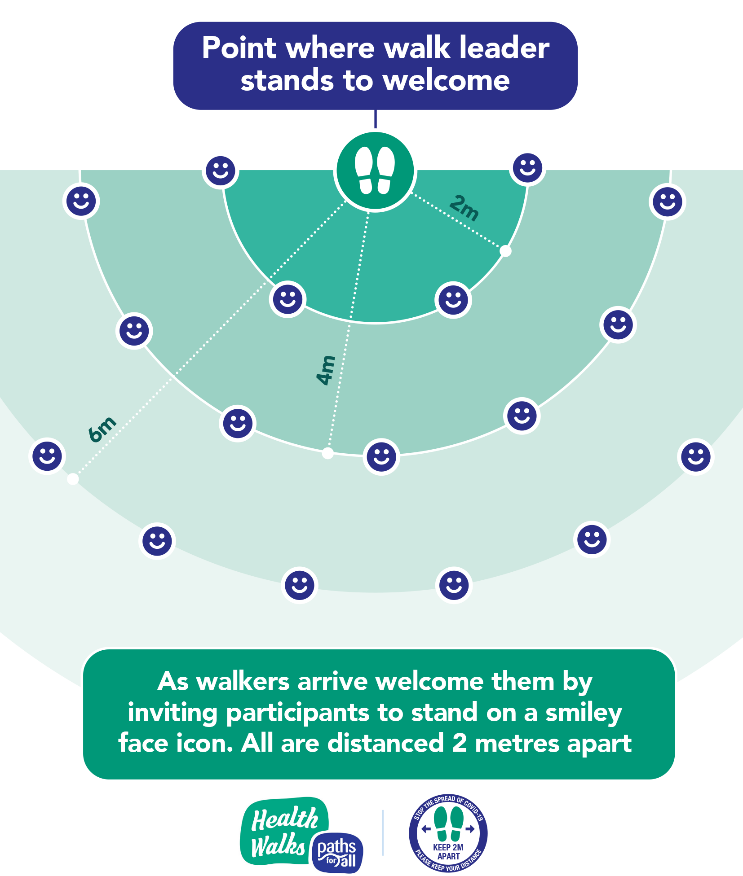 Point where walk leader
stands to welcome
2m
4m
6m
As walkers arrive welcome them by
inviting participants to stand on a smiley
face icon. All are distanced 2 metres apart
Health
Walks
paths
for all
STOP THE SPREAD OF COVID-19
KEEP 2M
APART
PLEASE KEEP YOUR DISTANCE